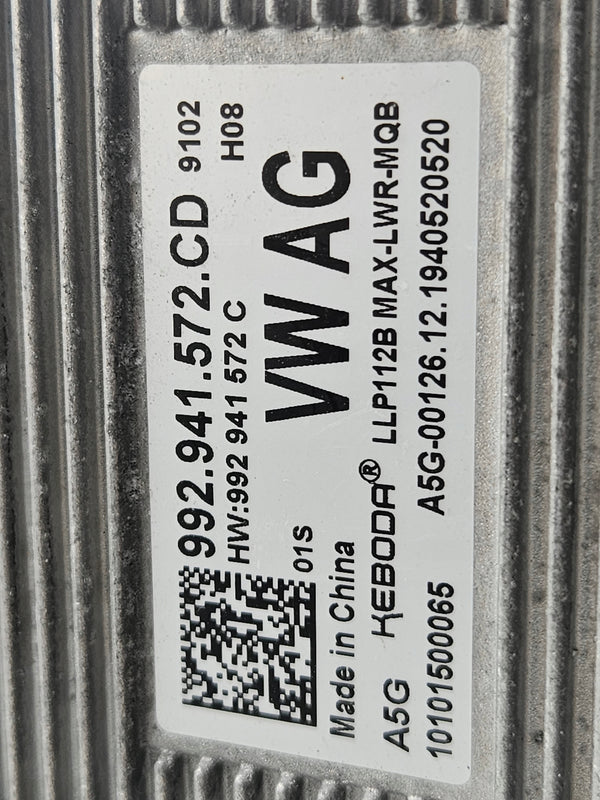 992.941.572.CD 9102
HW:992 941 572 C H08
VW AG
01S
Made in China
KEBODA® LLP112B MAX-LWR-MQB
A5G A5G-00126.12.1940520520
10101500065